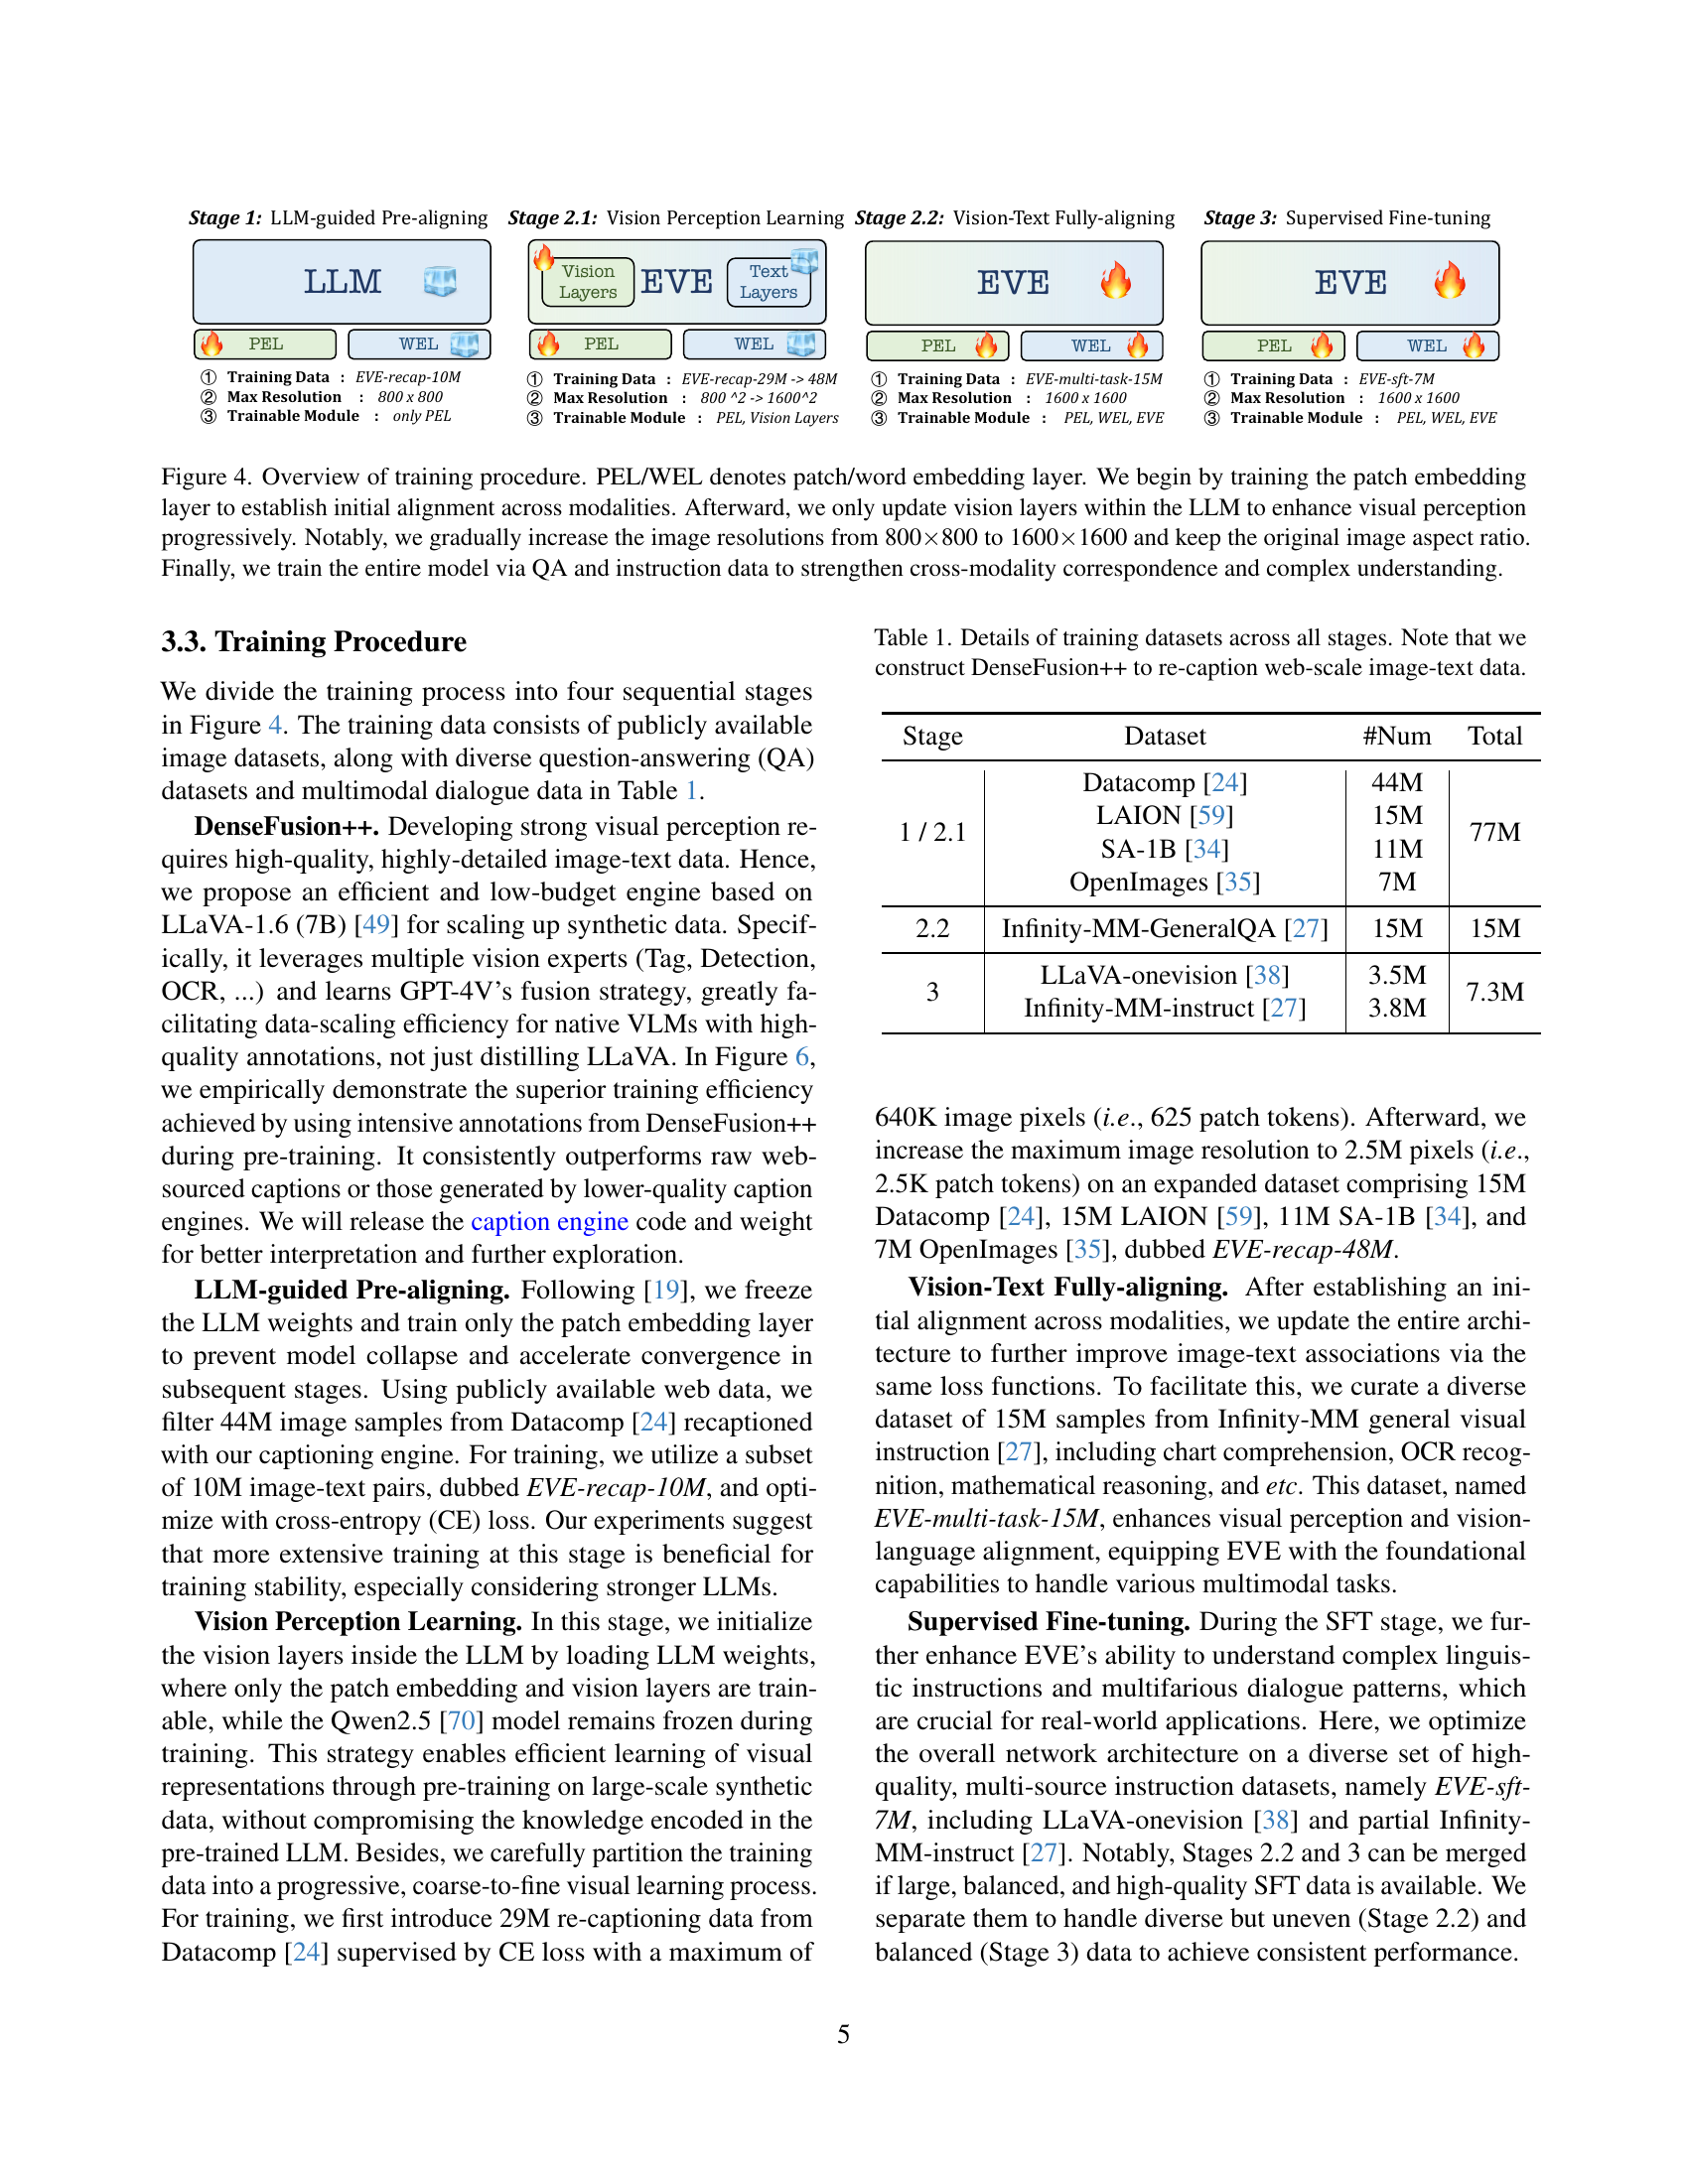 Stage 1: LLM-guided Pre-aligning
LLM
PEL
WEL
① Training Data : EVE-recap-10M
② Max Resolution : 800 x 800
③ Trainable Module : only PEL
Stage 2.1: Vision Perception Learning
Vision
Layers
EVE
Text
Layers
PEL
WEL
① Training Data : EVE-recap-29M -> 48M
② Max Resolution : 800 ^2 -> 1600^2
③ Trainable Module : PEL, Vision Layers
Stage 2.2: Vision-Text Fully-aligning
EVE
PEL
WEL
① Training Data : EVE-multi-task-15M
② Max Resolution : 1600 x 1600
③ Trainable Module : PEL, WEL, EVE
Stage 3: Supervised Fine-tuning
EVE
PEL
WEL
① Training Data : EVE-sft-7M
② Max Resolution : 1600 x 1600
③ Trainable Module : PEL, WEL, EVE
Figure 4. Overview of training procedure. PEL/WEL denotes patch/word embedding layer. We begin by training the patch embedding
layer to establish initial alignment across modalities. Afterward, we only update vision layers within the LLM to enhance visual perception
progressively. Notably, we gradually increase the image resolutions from 800×800 to 1600×1600 and keep the original image aspect ratio.
Finally, we train the entire model via QA and instruction data to strengthen cross-modality correspondence and complex understanding.
3.3. Training Procedure
We divide the training process into four sequential stages
in Figure 4. The training data consists of publicly available
image datasets, along with diverse question-answering (QA)
datasets and multimodal dialogue data in Table 1.
DenseFusion++. Developing strong visual perception re-
quires high-quality, highly-detailed image-text data. Hence,
we propose an efficient and low-budget engine based on
LLaVA-1.6 (7B) [49] for scaling up synthetic data. Specif-
ically, it leverages multiple vision experts (Tag, Detection,
OCR, ...) and learns GPT-4V's fusion strategy, greatly fa-
cilitating data-scaling efficiency for native VLMs with high-
quality annotations, not just distilling LLaVA. In Figure 6,
we empirically demonstrate the superior training efficiency
achieved by using intensive annotations from DenseFusion++
during pre-training. It consistently outperforms raw web-
sourced captions or those generated by lower-quality caption
engines. We will release the caption engine code and weight
for better interpretation and further exploration.
LLM-guided Pre-aligning. Following [19], we freeze
the LLM weights and train only the patch embedding layer
to prevent model collapse and accelerate convergence in
subsequent stages. Using publicly available web data, we
filter 44M image samples from Datacomp [24] recaptioned
with our captioning engine. For training, we utilize a subset
of 10M image-text pairs, dubbed EVE-recap-10M, and opti-
mize with cross-entropy (CE) loss. Our experiments suggest
that more extensive training at this stage is beneficial for
training stability, especially considering stronger LLMs.
Vision Perception Learning. In this stage, we initialize
the vision layers inside the LLM by loading LLM weights,
where only the patch embedding and vision layers are train-
able, while the Qwen2.5 [70] model remains frozen during
training. This strategy enables efficient learning of visual
representations through pre-training on large-scale synthetic
data, without compromising the knowledge encoded in the
pre-trained LLM. Besides, we carefully partition the training
data into a progressive, coarse-to-fine visual learning process.
For training, we first introduce 29M re-captioning data from
Datacomp [24] supervised by CE loss with a maximum of
Table 1. Details of training datasets across all stages. Note that we
construct DenseFusion++ to re-caption web-scale image-text data.
Stage Dataset #Num Total
1 / 2.1 Datacomp [24] 44M 77M
LAION [59] 15M
SA-1B [34] 11M
OpenImages [35] 7M
2.2 Infinity-MM-GeneralQA [27] 15M 15M
3 LLaVA-onevision [38] 3.5M 7.3M
Infinity-MM-instruct [27] 3.8M
640K image pixels (i.e., 625 patch tokens). Afterward, we
increase the maximum image resolution to 2.5M pixels (i.e.,
2.5K patch tokens) on an expanded dataset comprising 15M
Datacomp [24], 15M LAION [59], 11M SA-1B [34], and
7M OpenImages [35], dubbed EVE-recap-48M.
Vision-Text Fully-aligning. After establishing an ini-
tial alignment across modalities, we update the entire archi-
tecture to further improve image-text associations via the
same loss functions. To facilitate this, we curate a diverse
dataset of 15M samples from Infinity-MM general visual
instruction [27], including chart comprehension, OCR recog-
nition, mathematical reasoning, and etc. This dataset, named
EVE-multi-task-15M, enhances visual perception and vision-
language alignment, equipping EVE with the foundational
capabilities to handle various multimodal tasks.
Supervised Fine-tuning. During the SFT stage, we fur-
ther enhance EVE's ability to understand complex linguis-
tic instructions and multifarious dialogue patterns, which
are crucial for real-world applications. Here, we optimize
the overall network architecture on a diverse set of high-
quality, multi-source instruction datasets, namely EVE-sft-
7M, including LLaVA-onevision [38] and partial Infinity-
MM-instruct [27]. Notably, Stages 2.2 and 3 can be merged
if large, balanced, and high-quality SFT data is available. We
separate them to handle diverse but uneven (Stage 2.2) and
balanced (Stage 3) data to achieve consistent performance.
5